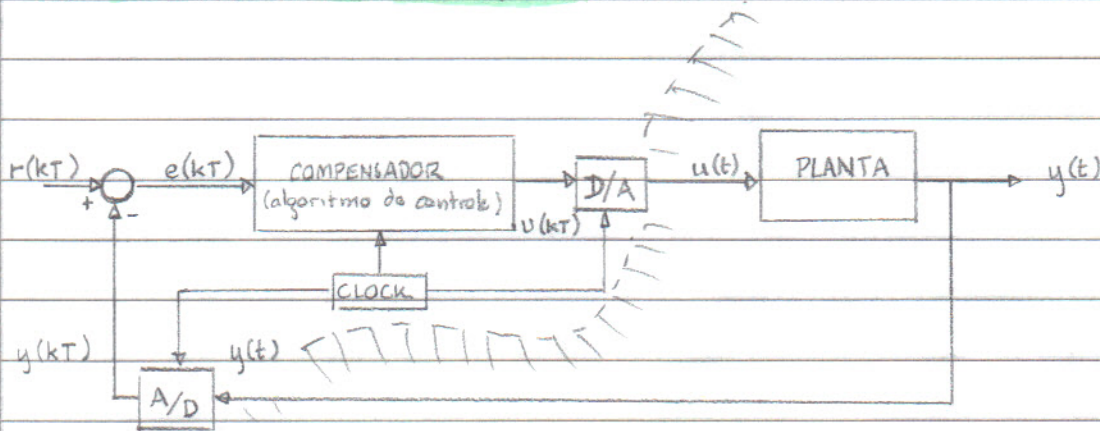 r(kT)
+
-
e(kT)
COMPENSADOR
(algoritmo de controle)
U(kT)
D/A
u(t)
PLANTA
y(t)
CLOCK
y(kT)
y(t)
A/D